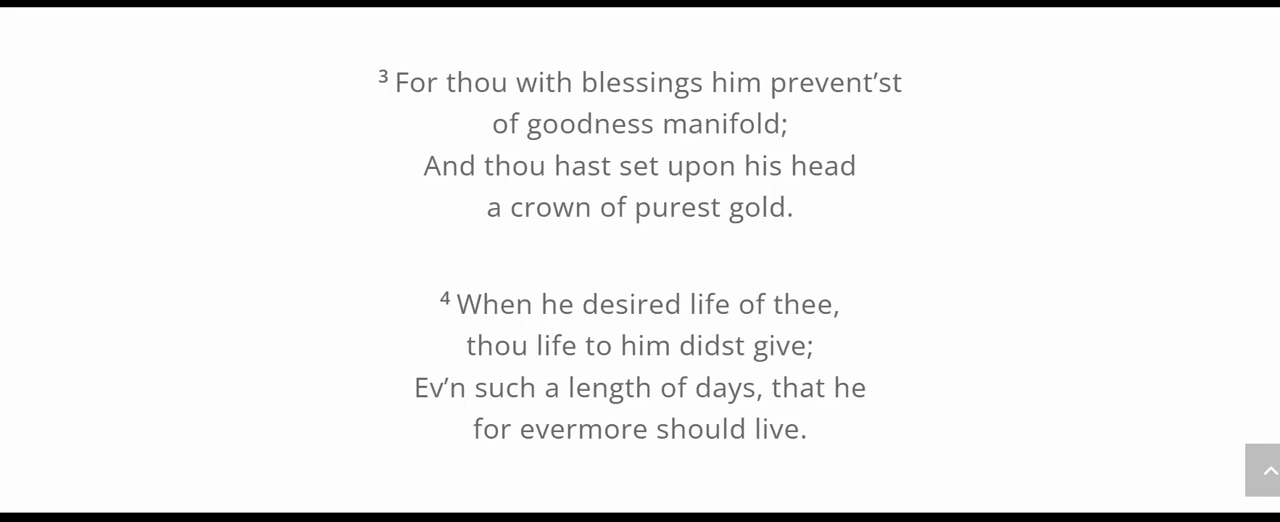 ³ For thou with blessings him prevent’st
of goodness manifold;
And thou hast set upon his head
a crown of purest gold.
⁴ When he desired life of thee,
thou life to him didst give;
Ev’n such a length of days, that he
for evermore should live.